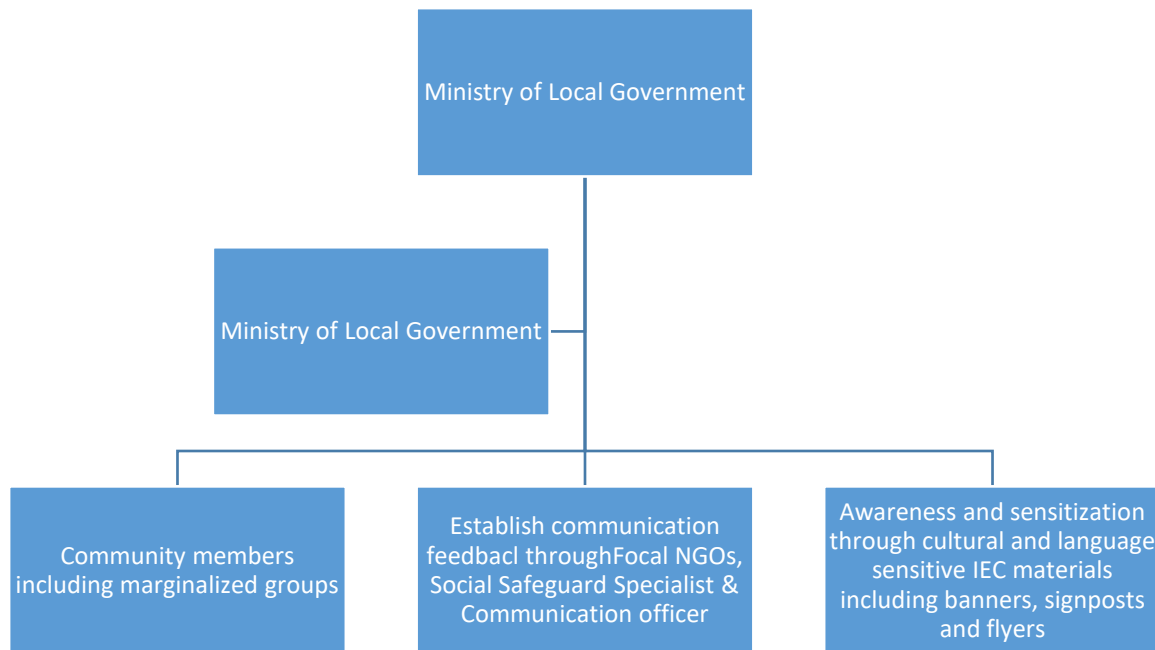 Ministry of Local Government
Ministry of Local Government
Community members
including marginalized groups
Establish communication
feedbacl throughFocal NGOs,
Social Safeguard Specialist &
Communication officer
Awareness and sensitization
through cultural and language
sensitive IEC materials
including banners, signposts
and flyers